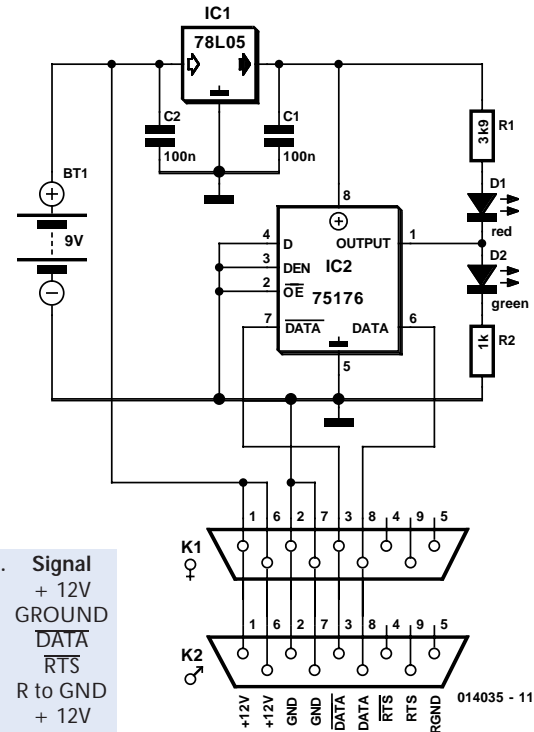 IC1
78L05
C2
100n
C1
100n
R1
3k9
D1
red
BT1
9V
8
4 D OUTPUT 1
3 DEN IC2
2 OE 75176
7 DATA DATA 6
5
D2
green
R2
1k
1 6 2 7 3 8 4 9 5
K1
1 6 2 7 3 8 4 9 5
K2
+12V +12V GND GND DATA DATA RTS RTS RGND
014035 - 11
. Signal
+ 12V
GROUND
DATA
RTS
R to GND
+ 12V